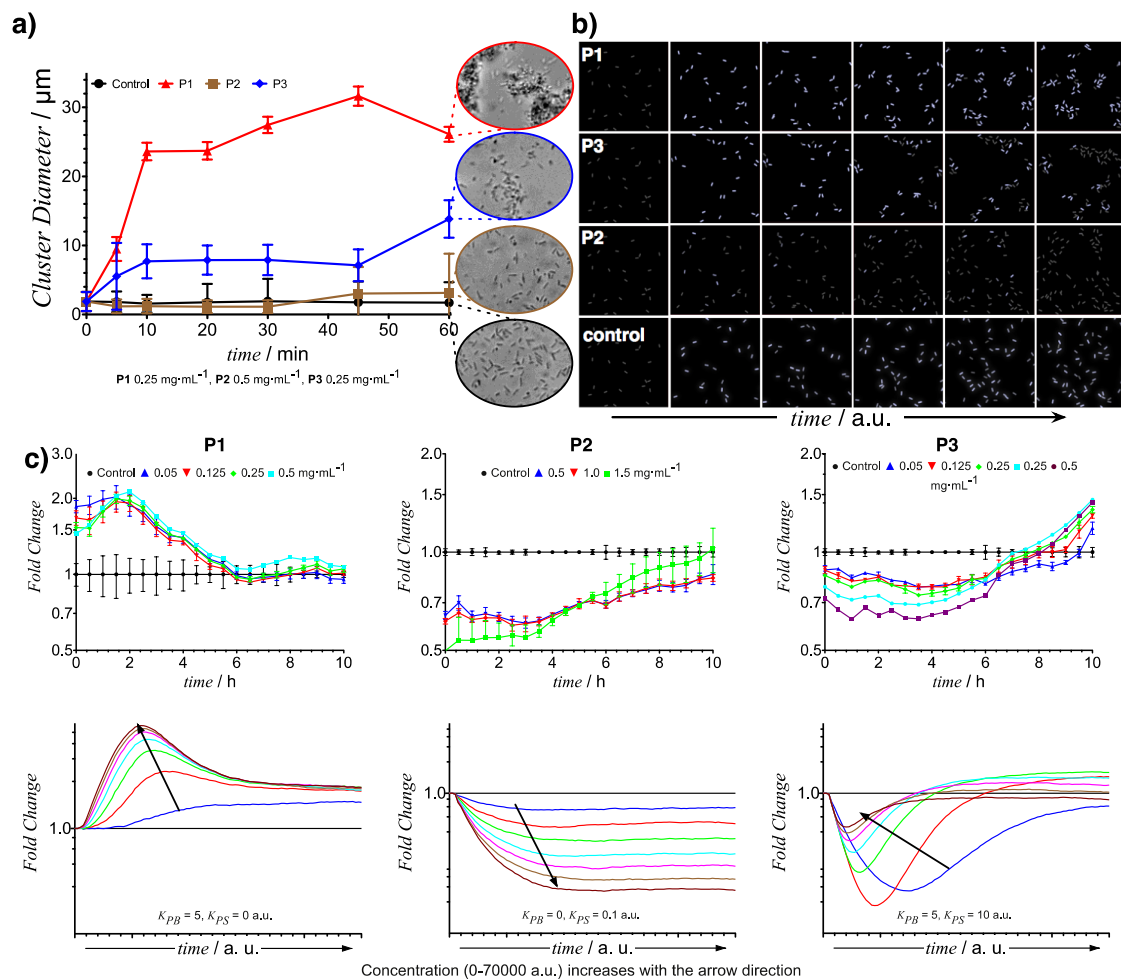 a)
Cluster Diameter / μm
Control P1 P2 P3
30
20
10
0
0 10 20 30 40 50 60
time / min
P1 0.25 mg·mL⁻¹, P2 0.5 mg·mL⁻¹, P3 0.25 mg·mL⁻¹
b)
P1
P3
P2
control
time / a.u.
c)
P1
Control 0.05 0.125 0.25 0.5 mg·mL⁻¹
Fold Change
3.0
2.0
1
0.7
0.5
0 2 4 6 8 10
time / h
P2
Control 0.5 1.0 1.5 mg·mL⁻¹
Fold Change
2.0
1.5
1.0
0.7
0.5
0 2 4 6 8 10
time / h
P3
Control 0.05 0.125 0.25 0.25 0.5
mg·mL⁻¹
Fold Change
2.0
1.5
1
0.7
0.5
0 2 4 6 8 10
time / h
Fold Change
1.0
K_PB = 5, K_PS = 0 a.u.
time / a. u.
Fold Change
1.0
K_PB = 0, K_PS = 0.1 a.u.
time / a. u.
Fold Change
1.0
K_PB = 5, K_PS = 10 a.u.
time / a. u.
Concentration (0-70000 a.u.) increases with the arrow direction